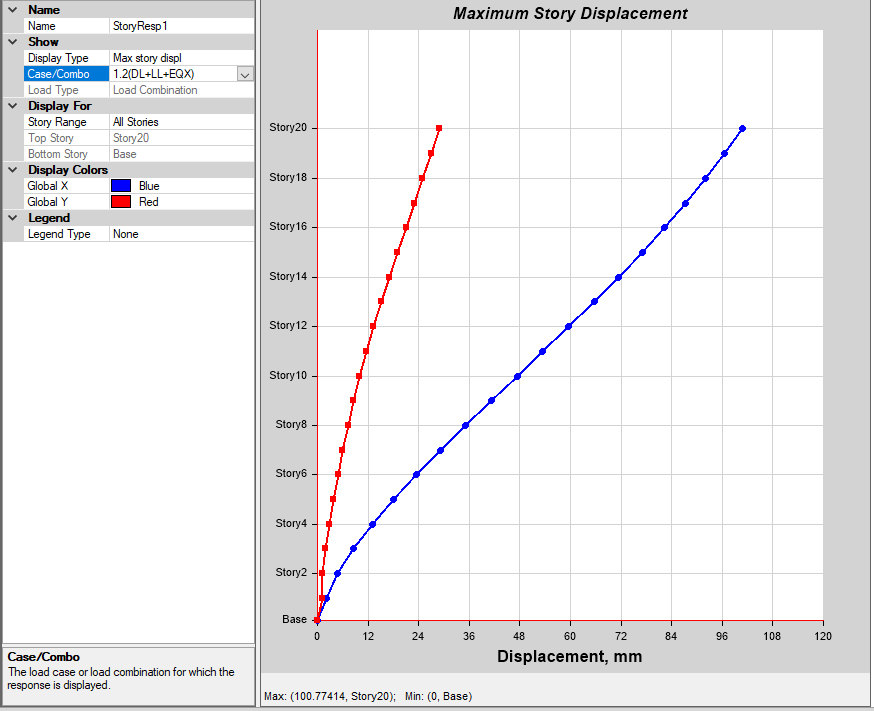 Name
Name StoryResp1
Show
Display Type Max story displ
Case/Combo 1.2(DL+LL+EQX)
Load Type Load Combination
Display For
Story Range All Stories
Top Story Story20
Bottom Story Base
Display Colors
Global X Blue
Global Y Red
Legend
Legend Type None
Case/Combo
The load case or load combination for which the
response is displayed.
Maximum Story Displacement
Story20
Story18
Story16
Story14
Story12
Story10
Story8
Story6
Story4
Story2
Base
0 12 24 36 48 60 72 84 96 108 120
Displacement, mm
Max: (100.77414, Story20); Min: (0, Base)